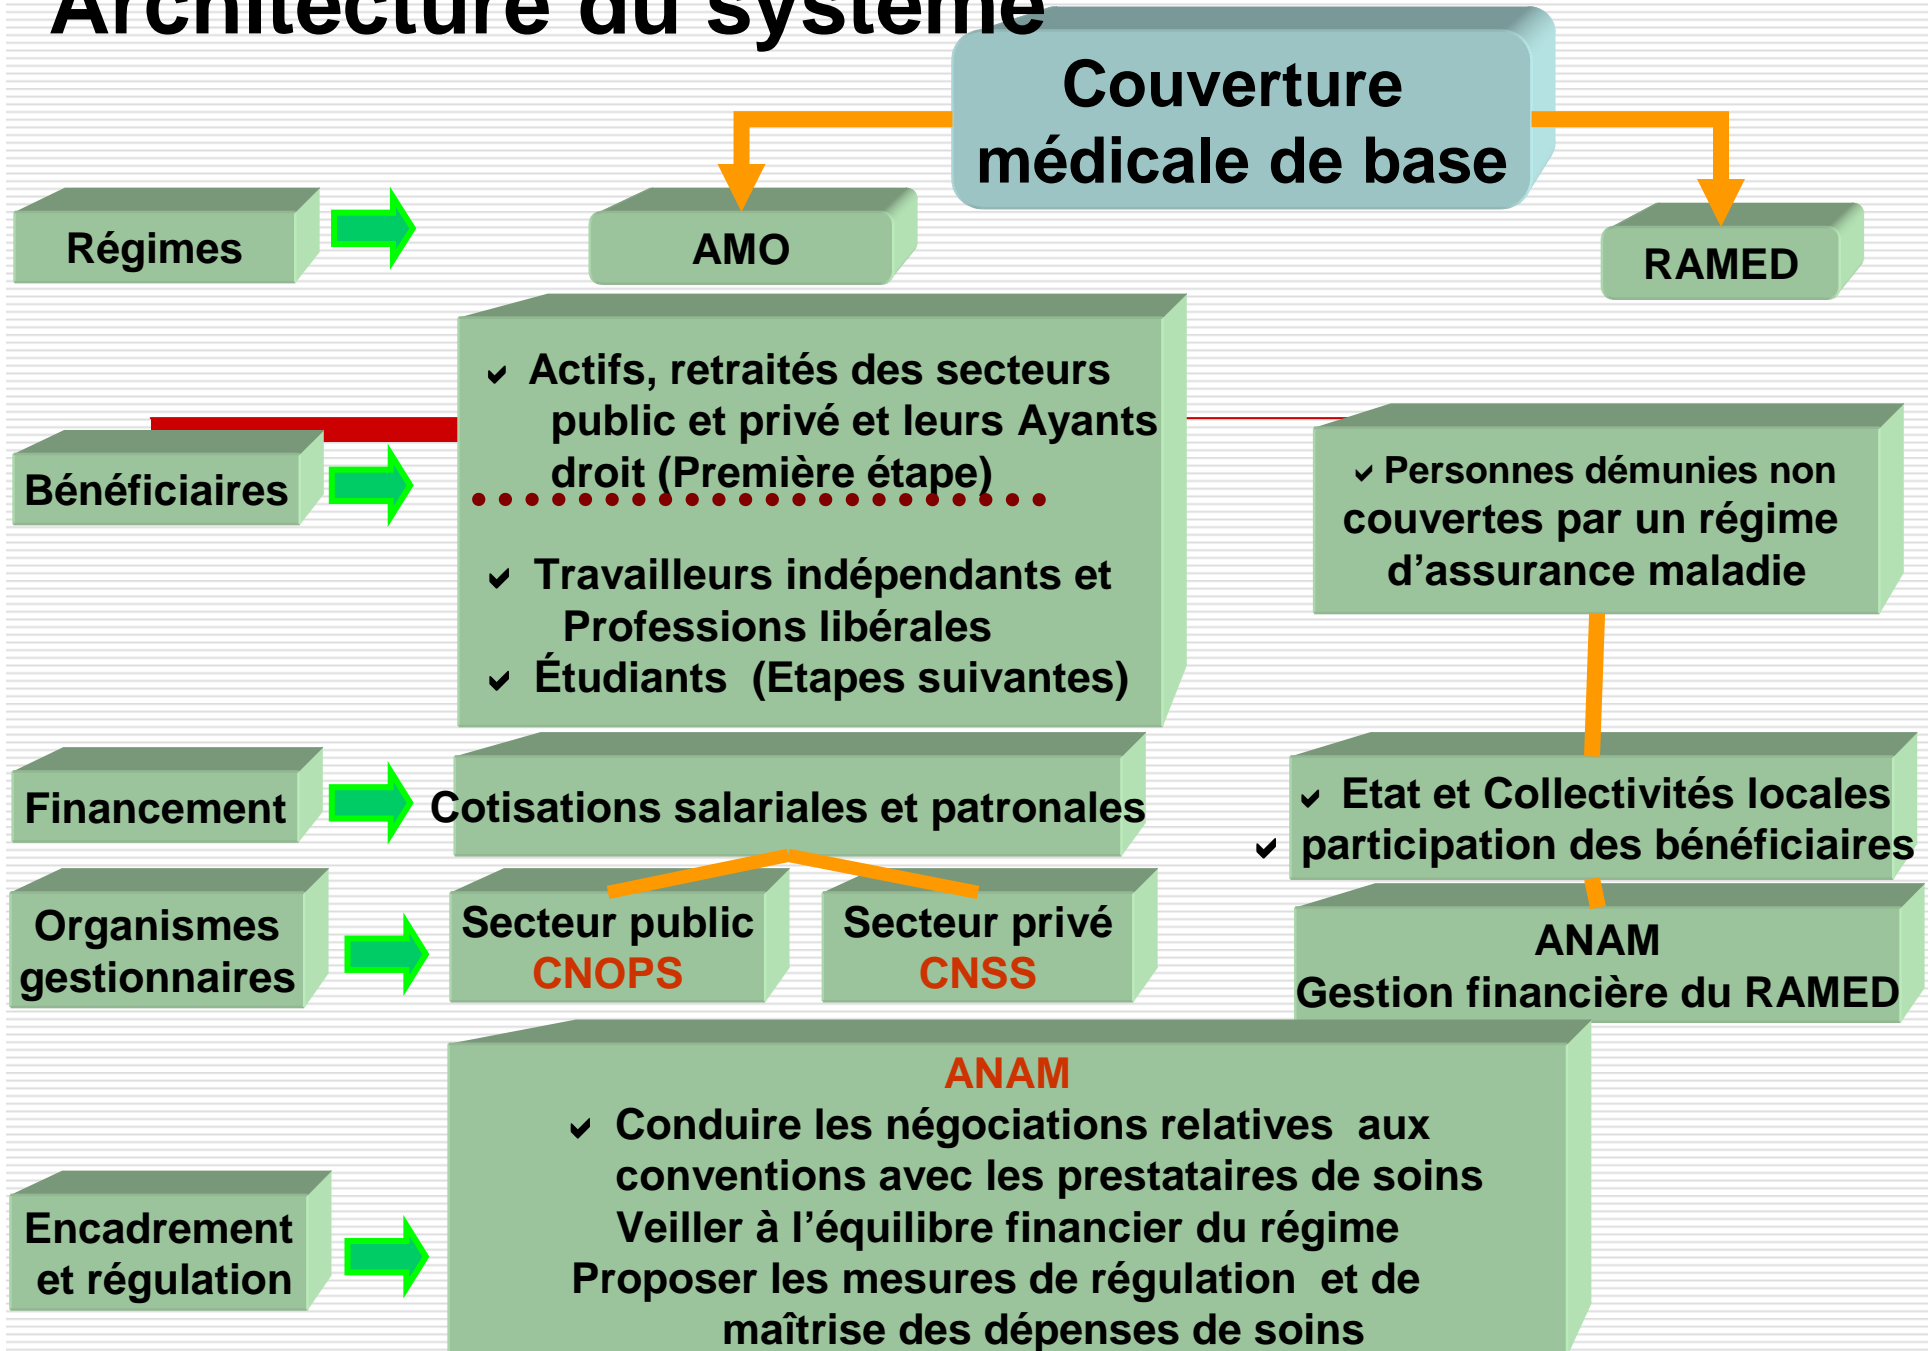 Architecture du système
Couverture
médicale de base
Régimes
AMO
RAMED
Bénéficiaires
✓ Actifs, retraités des secteurs
public et privé et leurs Ayants
droit (Première étape)
✓ Travailleurs indépendants et
Professions libérales
✓ Étudiants (Etapes suivantes)
✓ Personnes démunies non
couvertes par un régime
d’assurance maladie
Financement
Cotisations salariales et patronales
✓ Etat et Collectivités locales
✓ participation des bénéficiaires
Organismes
gestionnaires
Secteur public
CNOPS
Secteur privé
CNSS
ANAM
Gestion financière du RAMED
Encadrement
et régulation
ANAM
✓ Conduire les négociations relatives aux
conventions avec les prestataires de soins
Veiller à l’équilibre financier du régime
Proposer les mesures de régulation et de
maîtrise des dépenses de soins